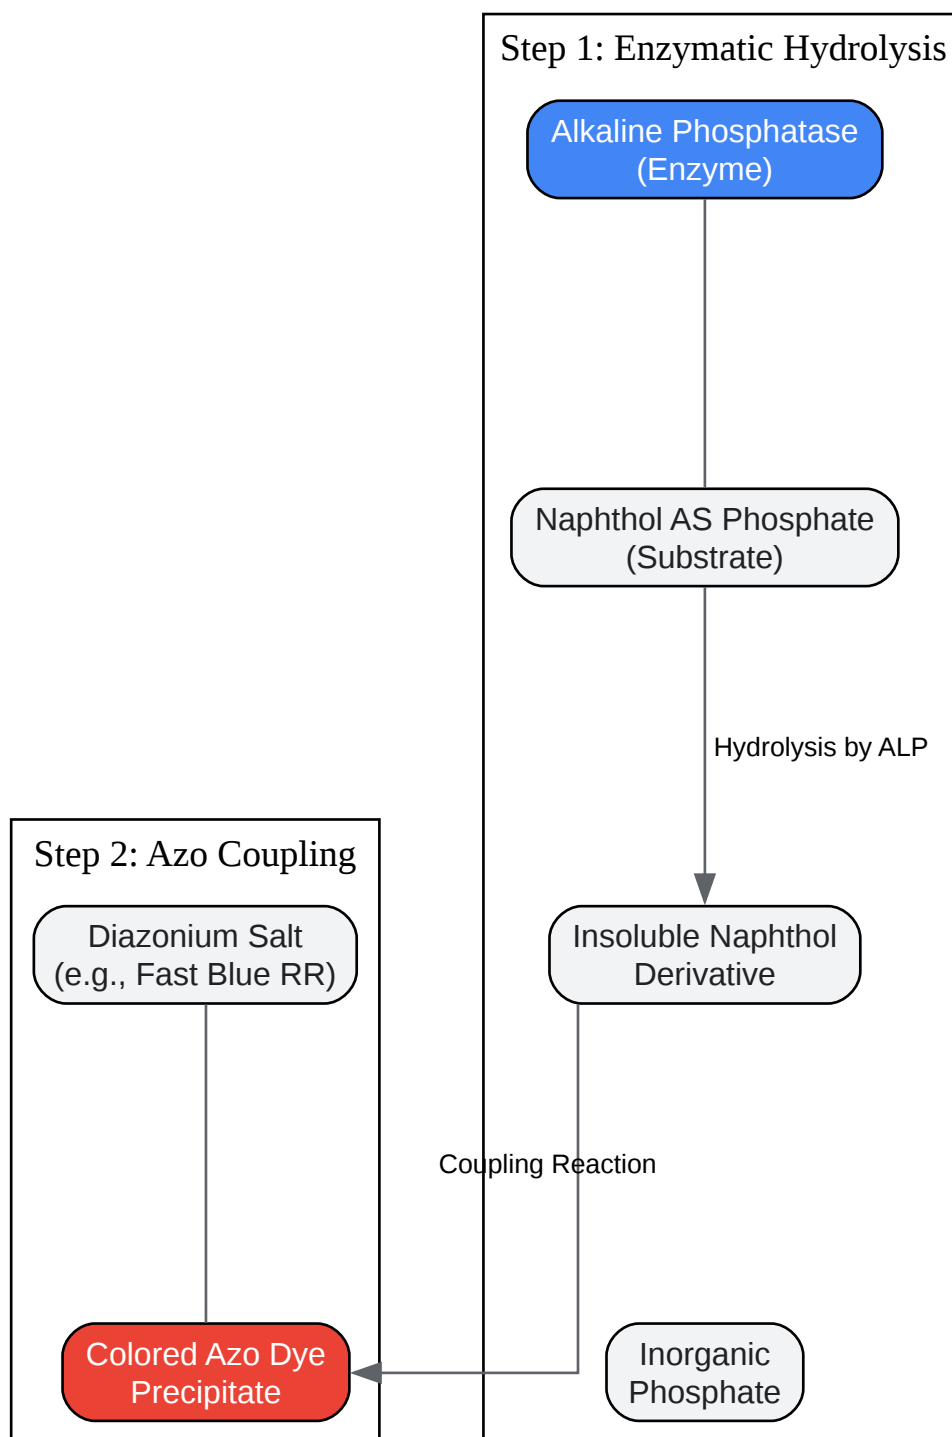 Step 1: Enzymatic Hydrolysis
Alkaline Phosphatase
(Enzyme)
Naphthol AS Phosphate
(Substrate)
Hydrolysis by ALP
Insoluble Naphthol
Derivative
Step 2: Azo Coupling
Diazonium Salt
(e.g., Fast Blue RR)
Coupling Reaction
Colored Azo Dye
Precipitate
Inorganic
Phosphate